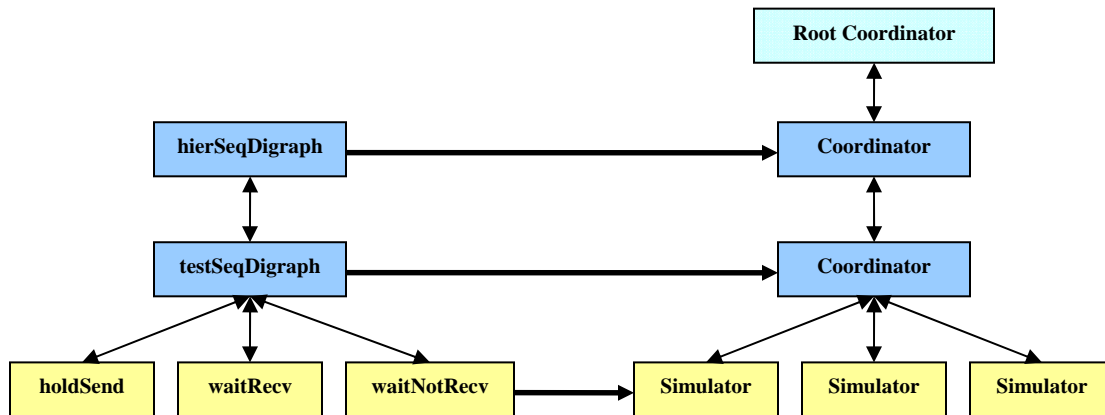 Root Coordinator
hierSeqDigraph
Coordinator
testSeqDigraph
Coordinator
holdSend
waitRecv
waitNotRecv
Simulator
Simulator
Simulator